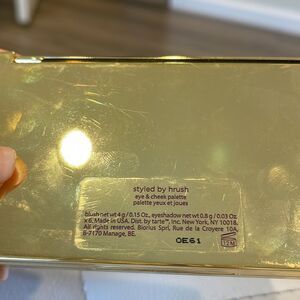 styled by hrush
eye & cheek palette
palette yeux et joues
blush net wt 4 g / 0.15 Oz., eyeshadow net wt 0.8 g / 0.03 Oz
x 6. Made in USA. Dist. by tarte™, inc. New York, NY 10018.
All rights reserved. Biorius Sprl, Rue de la Croyere 10A,
B-7170 Manage, BE.
12M
OE61